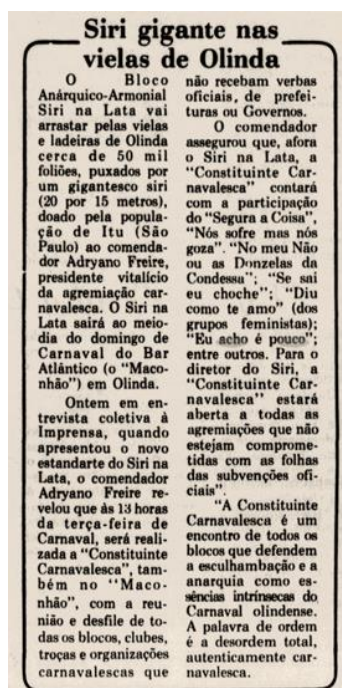 Siri gigante nas
vielas de Olinda
O Bloco
Anárquico-Armonial
Siri na Lata vai
arrastar pelas vielas
e ladeiras de Olinda
cerca de 50 mil
foliões, puxados por
um gigantesco siri
(20 por 15 metros),
doado pela popula-
ção de Itu (São
Paulo) ao comenda-
dor Adryano Freire,
presidente vitalício
da agremiação car-
navalesca. O Siri na
Lata sairá ao meio-
dia do domingo de
Carnaval do Bar
Atlântico (o "Maco-
nhão") em Olinda.
Ontem em en-
trevista coletiva à
Imprensa, quando
apresentou o novo
estandarte do Siri na
Lata, o comendador
Adryano Freire re-
velou que às 13 horas
da terça-feira de
Carnaval, será reali-
zada a "Constituinte
Carnavalesca", tam-
bém no "Maco-
nhão", com a reu-
nião e desfile de to-
das os blocos, clubes,
troças e organizações
carnavalescas que
não recebam verbas
oficiais, de prefei-
turas ou Governos.
O comendador
assegurou que, afora
o Siri na Lata, a
"Constituinte Car-
navalesca" contará
com a participação
do "Segura a Coisa",
"Nós sofre mas nós
goza". "No meu Não
ou as Donzelas da
Condessa"; "Se sai
eu choche"; "Diu
como te amo" (dos
grupos feministas);
"Eu acho é pouco";
entre outros. Para o
diretor do Siri, a
"Constituinte Car-
navalesca" estará
aberta a todas as
agremiações que não
estejam comprome-
tidas com as folhas
das subvenções ofi-
ciais".
"A Constituinte
Carnavalesca é um
encontro de todos os
blocos que defendem
a esculhambação e a
anarquia como es-
sências intrínsecas do
Carnaval olindense.
A palavra de ordem
é a desordem total,
autenticamente car-
navalesca.